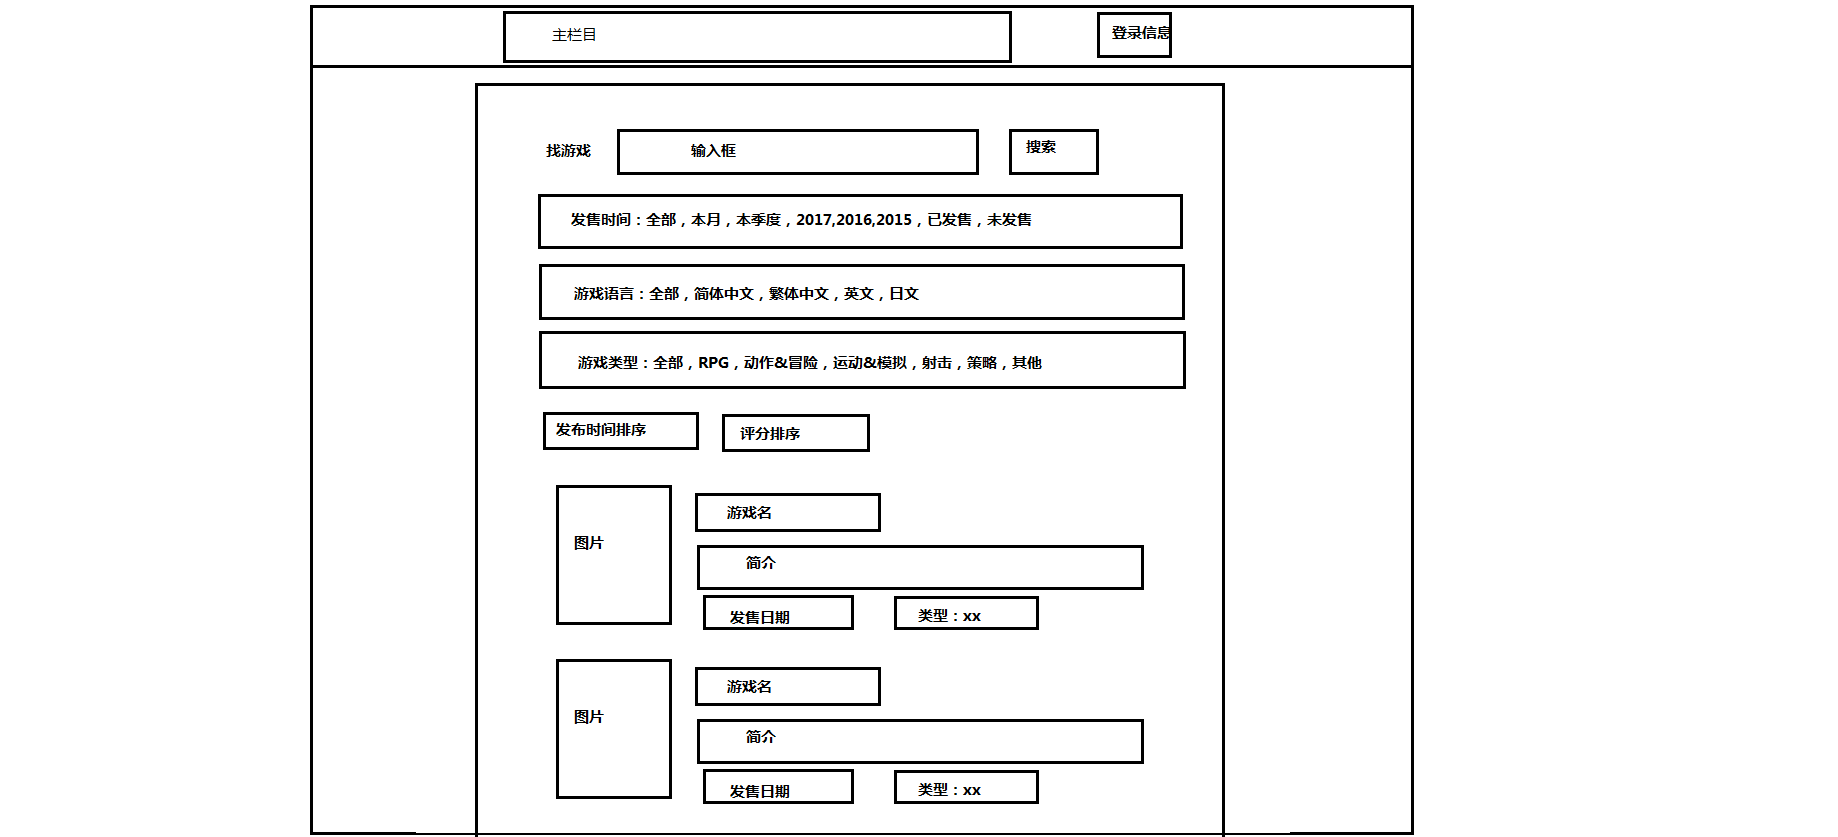 主栏目
登录信息
找游戏
输入框
搜索
发售时间：全部，本月，本季度，2017,2016,2015，已发售，未发售
游戏语言：全部，简体中文，繁体中文，英文，日文
游戏类型：全部，RPG，动作&冒险，运动&模拟，射击，策略，其他
发布时间排序
评分排序
图片
游戏名
简介
发售日期
类型：xx
图片
游戏名
简介
发售日期
类型：xx